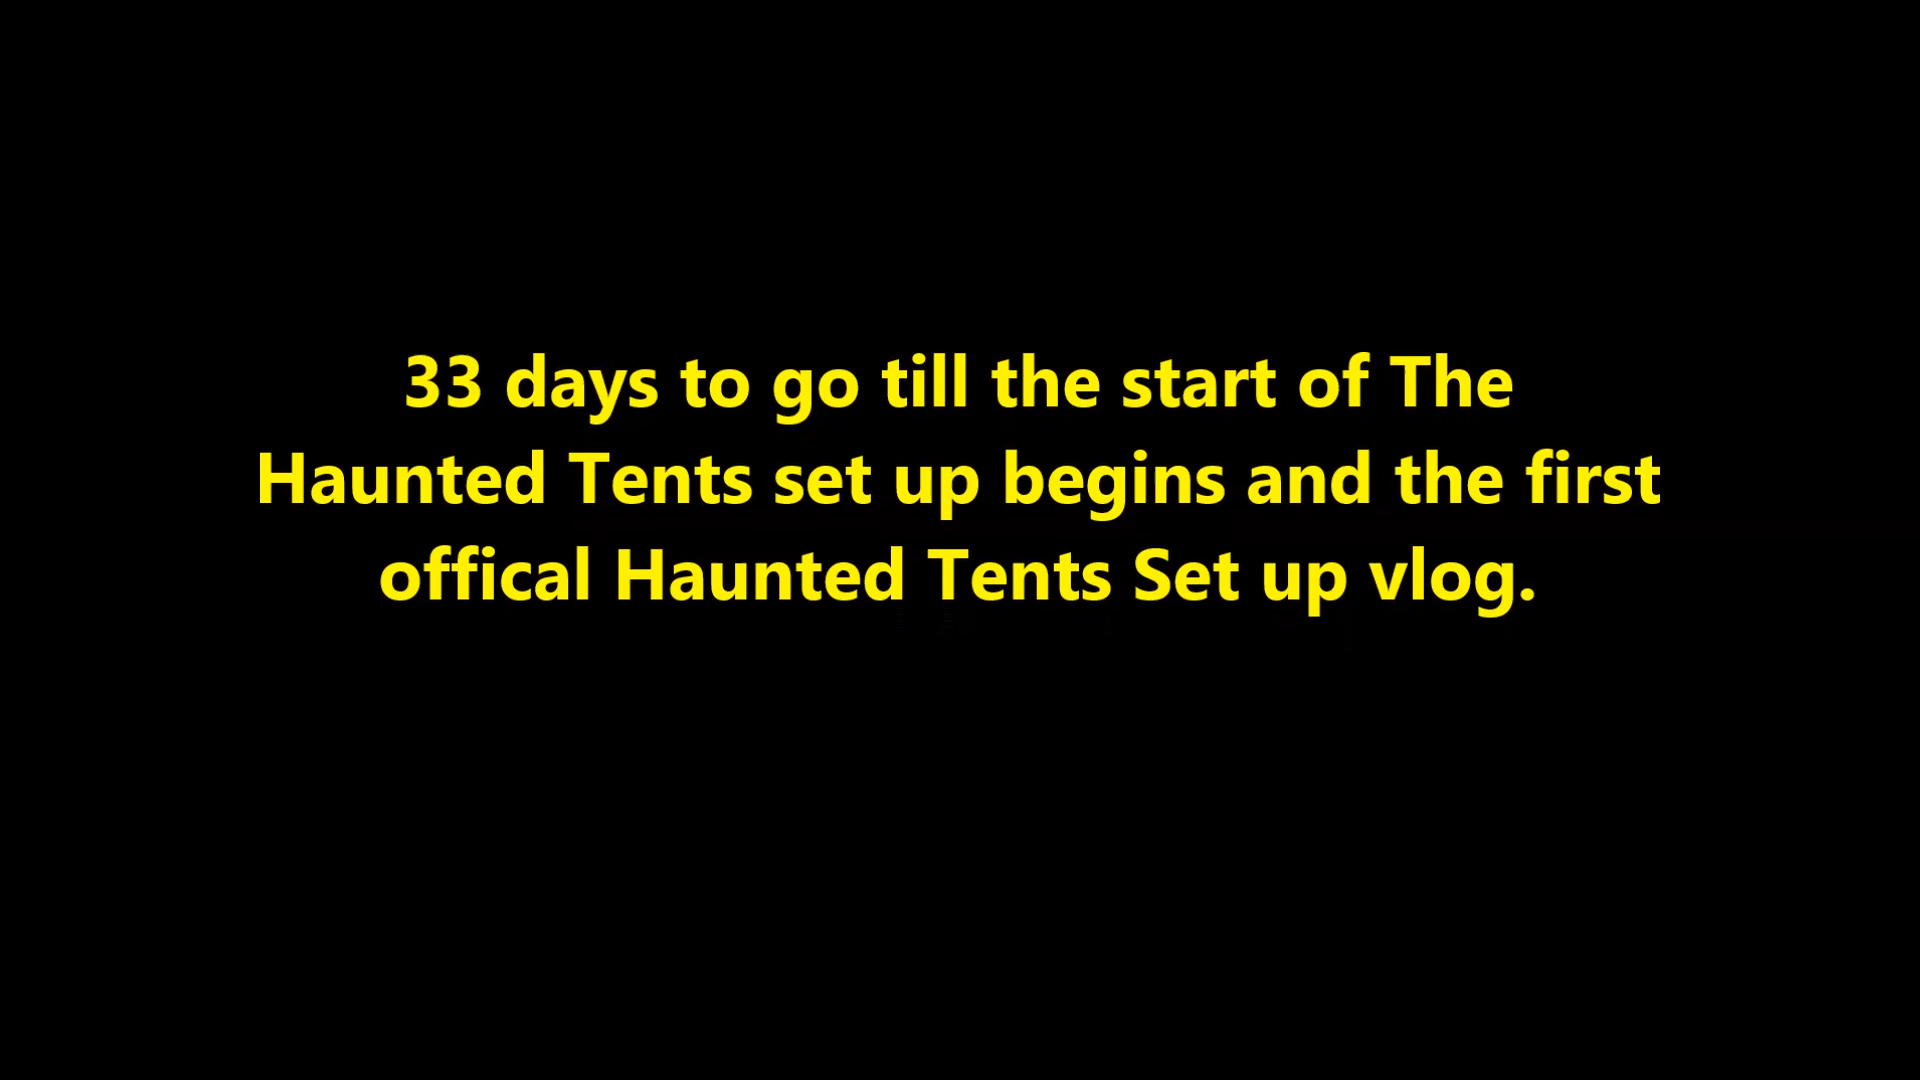 33 days to go till the start of The
Haunted Tents set up begins and the first
offical Haunted Tents Set up vlog.